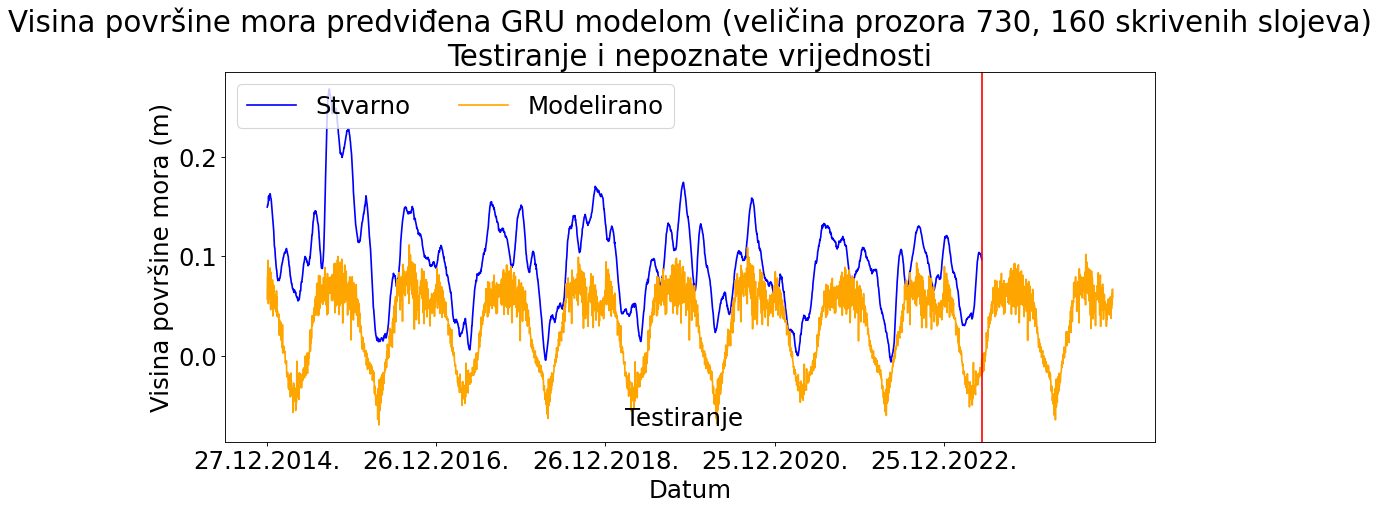 Visina površine mora predviđena GRU modelom (veličina prozora 730, 160 skrivenih slojeva)
Testiranje i nepoznate vrijednosti
Stvarno
Modelirano
Visina površine mora (m)
0.2
0.1
0.0
Testiranje
27.12.2014.
26.12.2016.
26.12.2018.
25.12.2020.
25.12.2022.
Datum